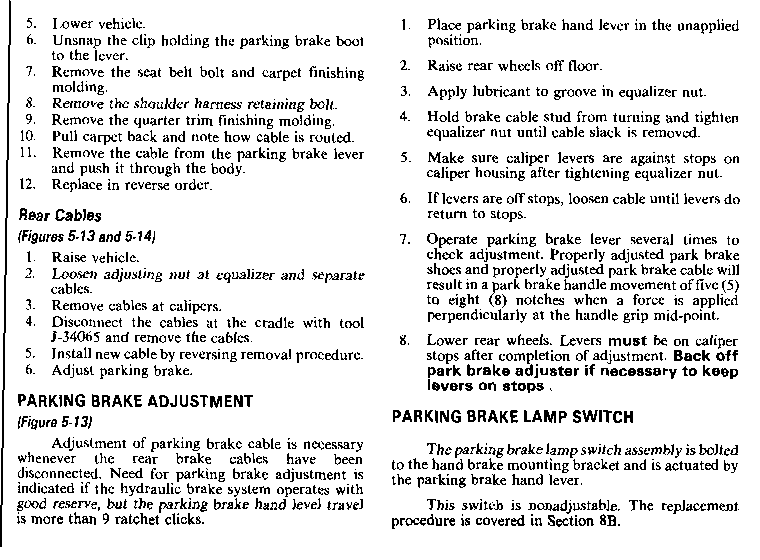 5. Lower vehicle.
6. Unsnap the clip holding the parking brake boot
to the lever.
7. Remove the seat belt bolt and carpet finishing
molding.
8. Remove the shoulder harness retaining bolt.
9. Remove the quarter trim finishing molding.
10. Pull carpet back and note how cable is routed.
11. Remove the cable from the parking brake lever
and push it through the body.
12. Replace in reverse order.
Rear Cables
(Figures 5-13 and 5-14)
1. Raise vehicle.
2. Loosen adjusting nut at equalizer and separate
cables.
3. Remove cables at calipers.
4. Disconnect the cables at the cradle with tool
J-34065 and remove the cables.
5. Install new cable by reversing removal procedure.
6. Adjust parking brake.
PARKING BRAKE ADJUSTMENT
(Figure 5-13)
Adjustment of parking brake cable is necessary
whenever the rear brake cables have been
disconnected. Need for parking brake adjustment is
indicated if the hydraulic brake system operates with
good reserve, but the parking brake hand level travel
is more than 9 ratchet clicks.
1. Place parking brake hand lever in the unapplied
position.
2. Raise rear wheels off floor.
3. Apply lubricant to groove in equalizer nut.
4. Hold brake cable stud from turning and tighten
equalizer nut until cable slack is removed.
5. Make sure caliper levers are against stops on
caliper housing after tightening equalizer nut.
6. If levers are off stops, loosen cable until levers do
return to stops.
7. Operate parking brake lever several times to
check adjustment. Properly adjusted park brake
shoes and properly adjusted park brake cable will
result in a park brake handle movement of five (5)
to eight (8) notches when a force is applied
perpendicularly at the handle grip mid-point.
8. Lower rear wheels. Levers must be on caliper
stops after completion of adjustment. Back off
park brake adjuster if necessary to keep
levers on stops .
PARKING BRAKE LAMP SWITCH
The parking brake lamp switch assembly is bolted
to the hand brake mounting bracket and is actuated by
the parking brake hand lever.
This switch is nonadjustable. The replacement
procedure is covered in Section 8B.